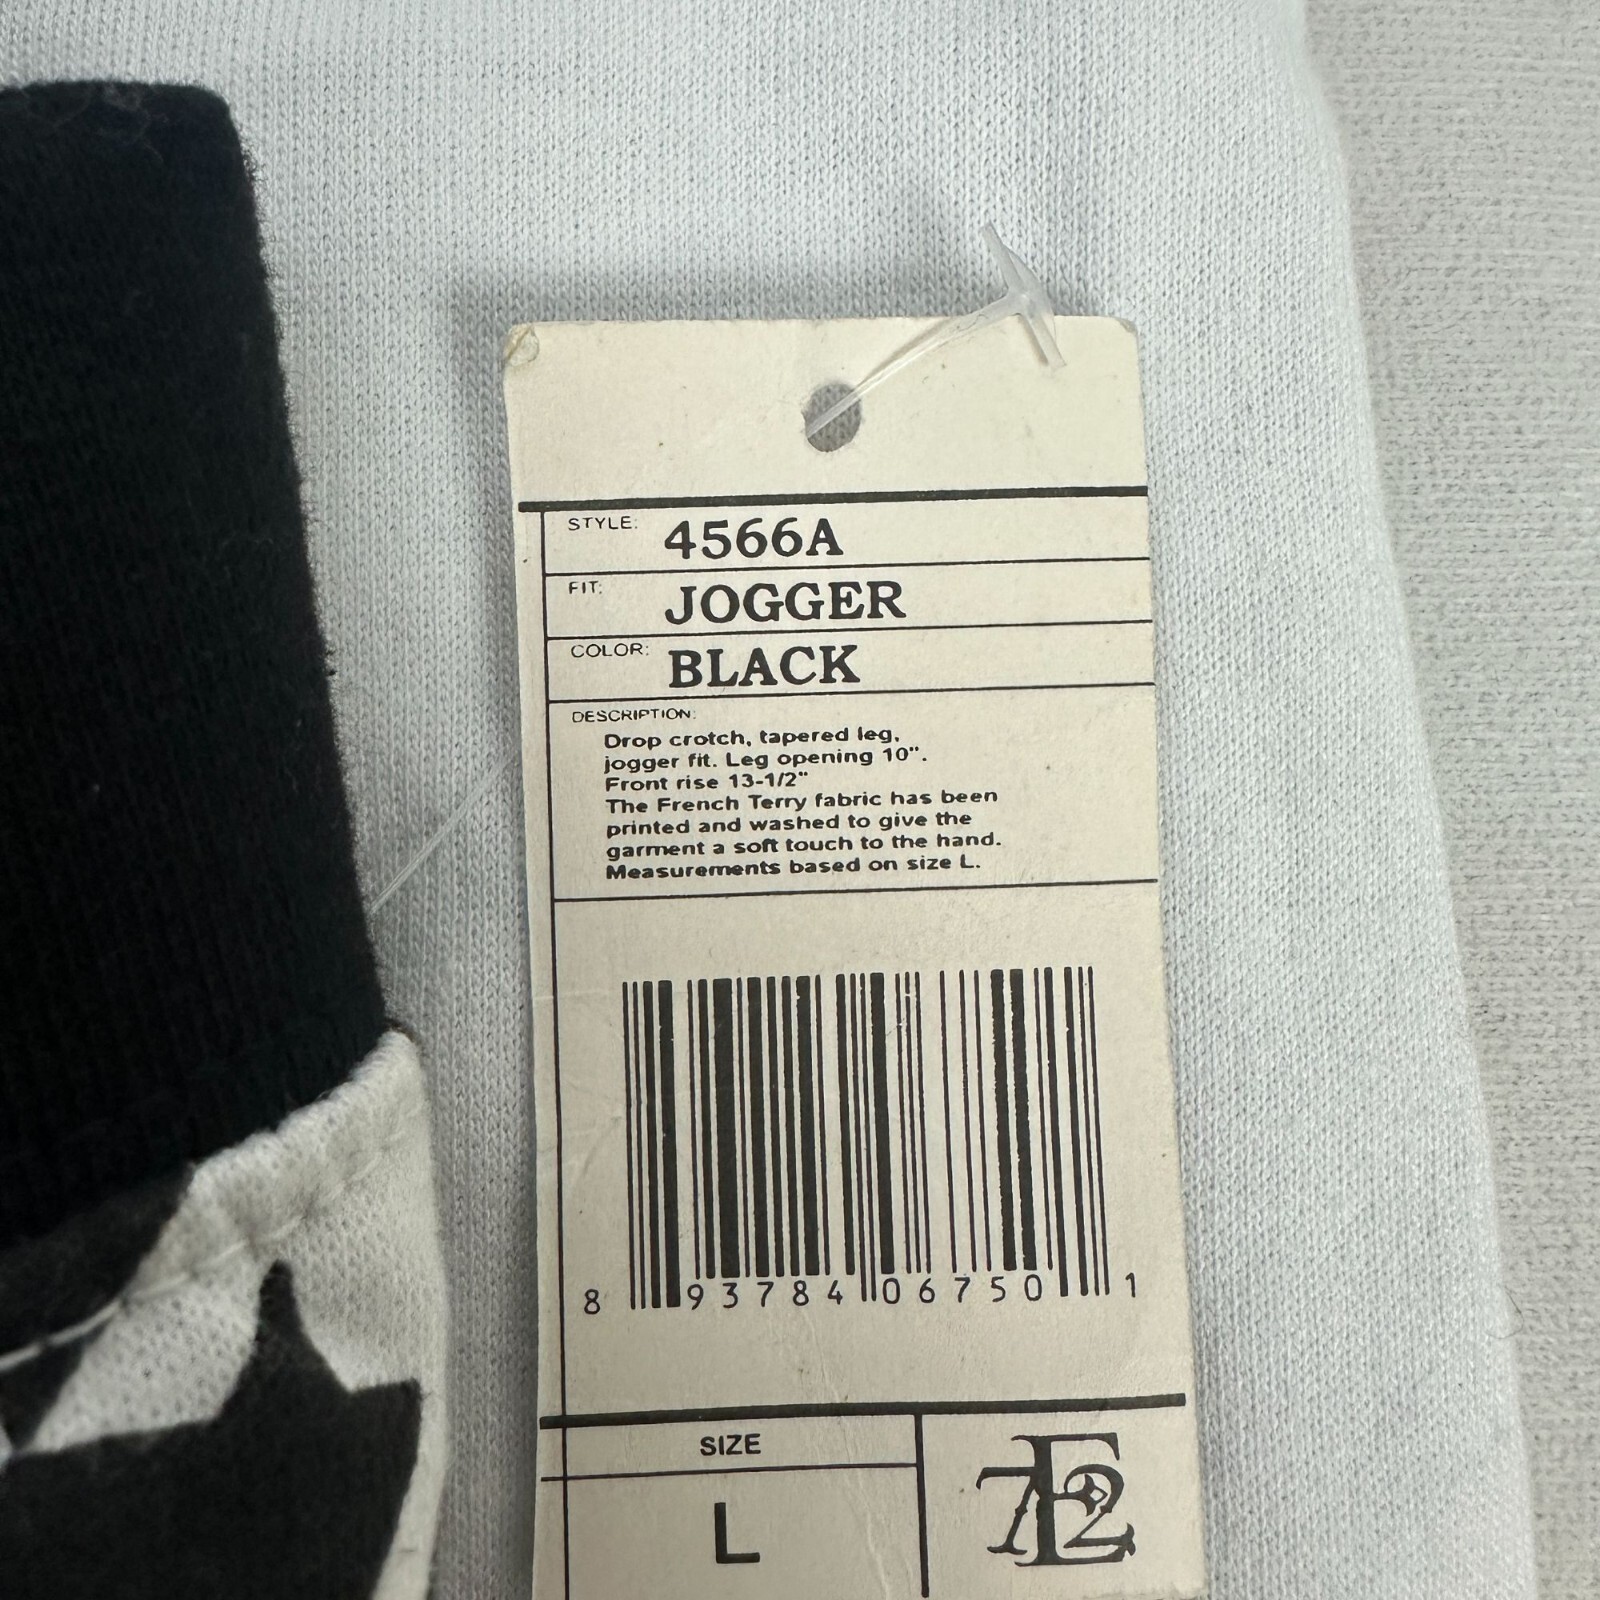 STYLE: 4566A
FIT: JOGGER
COLOR: BLACK
DESCRIPTION:
Drop crotch, tapered leg,
jogger fit. Leg opening 10".
Front rise 13-1/2"
The French Terry fabric has been
printed and washed to give the
garment a soft touch to the hand.
Measurements based on size L.
8 93784 06750 1
SIZE
L
7E2